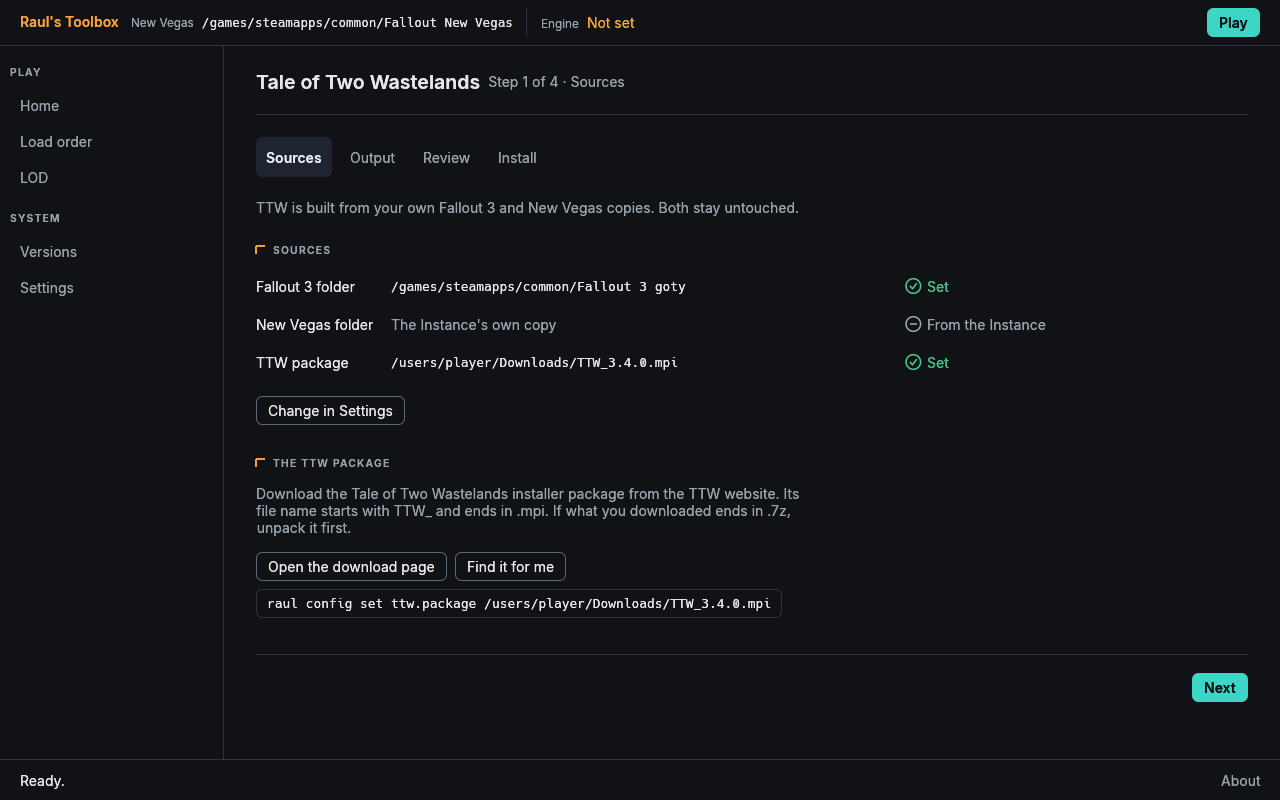 Raul's Toolbox New Vegas /games/steamapps/common/Fallout New Vegas Engine Not set Play
PLAY
Home
Load order
LOD
SYSTEM
Versions
Settings
Tale of Two Wastelands Step 1 of 4 · Sources
Sources Output Review Install
TTW is built from your own Fallout 3 and New Vegas copies. Both stay untouched.
SOURCES
Fallout 3 folder /games/steamapps/common/Fallout 3 goty Set
New Vegas folder The Instance's own copy From the Instance
TTW package /users/player/Downloads/TTW_3.4.0.mpi Set
Change in Settings
THE TTW PACKAGE
Download the Tale of Two Wastelands installer package from the TTW website. Its
file name starts with TTW_ and ends in .mpi. If what you downloaded ends in .7z,
unpack it first.
Open the download page Find it for me
raul config set ttw.package /users/player/Downloads/TTW_3.4.0.mpi
Next
Ready. About